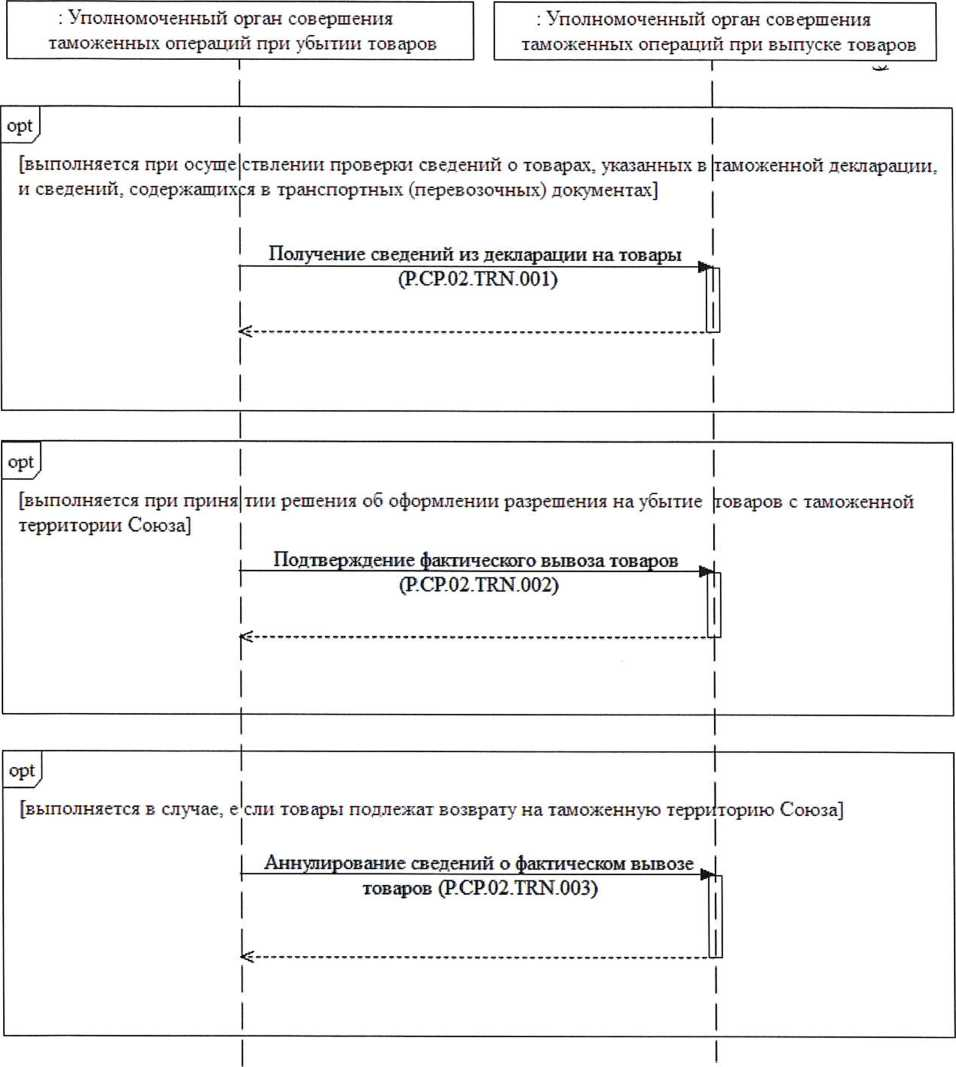 : Уполномоченный орган совершения
таможенных операций при убытии товаров
: Уполномоченный орган совершения
таможенных операций при выпуске товаров
opt
[выполняется при осуществлении проверки сведений о товарах, указанных в таможенной декларации,
и сведений, содержащихся в транспортных (перевозочных) документах]
Получение сведений из декларации на товары
(P.CP.02.TRN.001)
opt
[выполняется при принятии решения об оформлении разрешения на убытие товаров с таможенной
территории Союза]
Подтверждение фактического вывоза товаров
(P.CP.02.TRN.002)
opt
[выполняется в случае, если товары подлежат возврату на таможенную территорию Союза]
Аннулирование сведений о фактическом вывозе
товаров (P.CP.02.TRN.003)